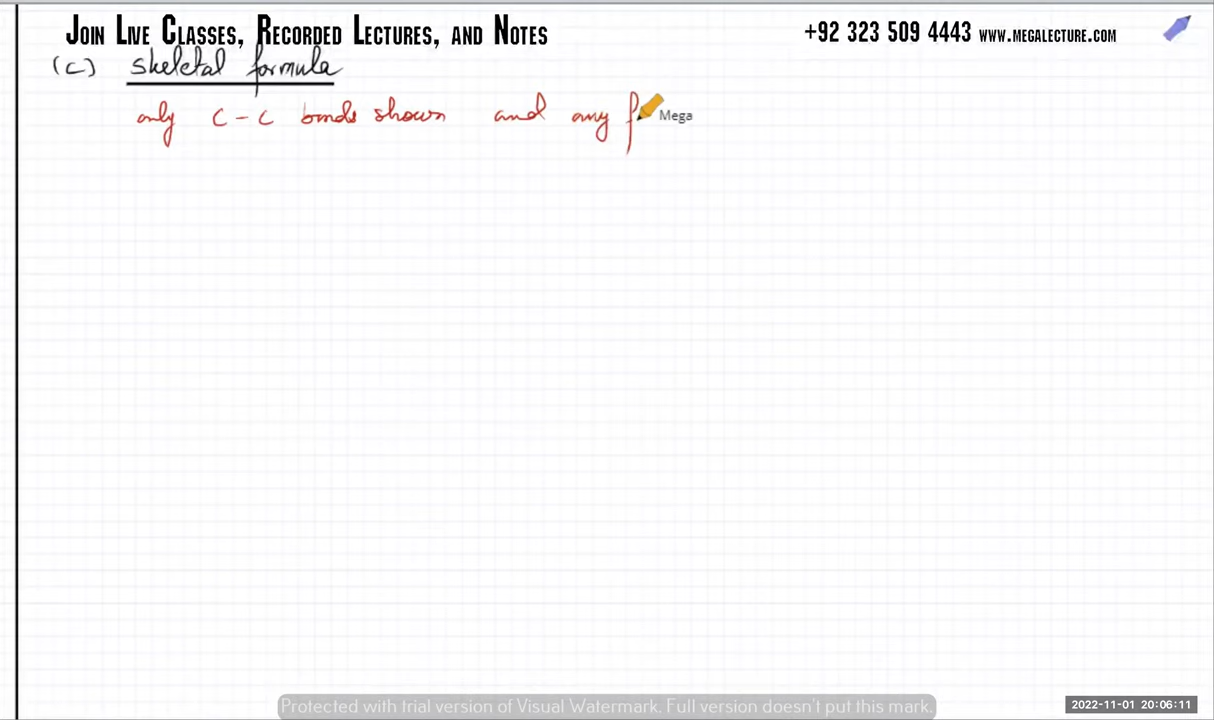 JOIN LIVE CLASSES, RECORDED LECTURES, AND NOTES
+92 323 509 4443 WWW.MEGALECTURE.COM
(c) skeletal formula
only C-C bonds shown and any f
Mega
Protected with trial version of Visual Watermark. Full version doesn't put this mark.
2022-11-01 20:06:11